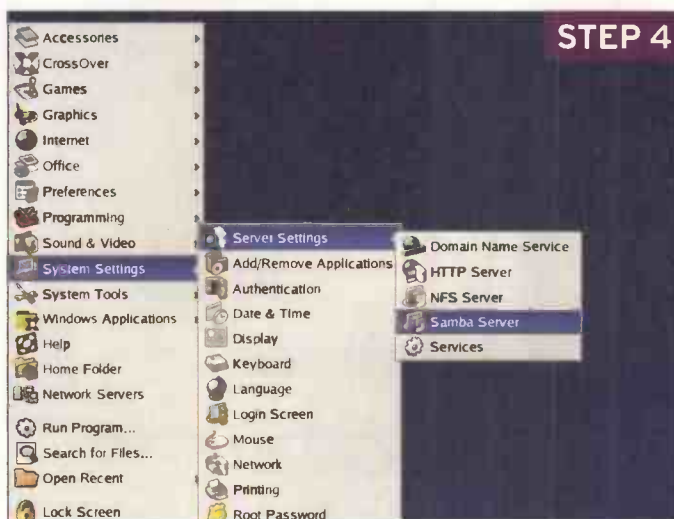 STEP 4
Accessories
CrossOver
Games
Graphics
Internet
Office
Preferences
Programming
Sound & Video
System Settings
System Tools
Windows Applications
Help
Home Folder
Network Servers
Run Program...
Search for Files...
Open Recent
Lock Screen
Server Settings
Add/Remove Applications
Authentication
Date & Time
Display
Keyboard
Language
Login Screen
Mouse
Network
Printing
Root Password
Domain Name Service
HTTP Server
NFS Server
Samba Server
Services